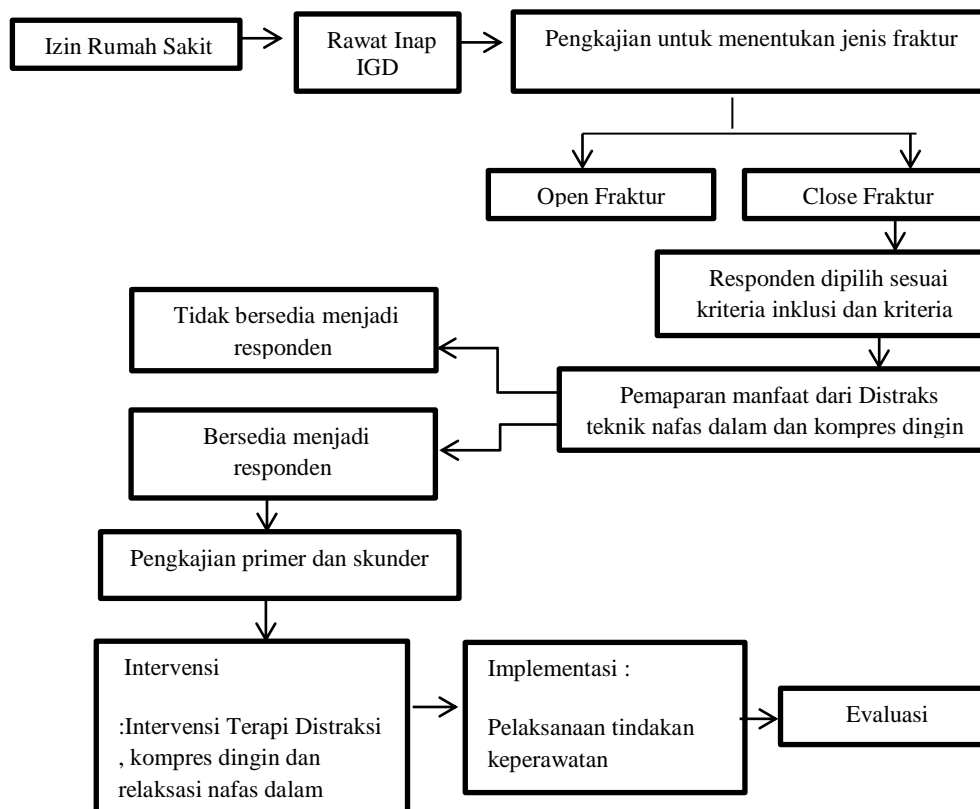 Izin Rumah Sakit
Rawat Inap
IGD
Pengkajian untuk menentukan jenis fraktur
Open Fraktur
Close Fraktur
Responden dipilih sesuai
kriteria inklusi dan kriteria
Tidak bersedia menjadi
responden
Pemaparan manfaat dari Distraks
teknik nafas dalam dan kompres dingin
Bersedia menjadi
responden
Pengkajian primer dan skunder
Intervensi
:Intervensi Terapi Distraksi
, kompres dingin dan
relaksasi nafas dalam
Implementasi :
Pelaksanaan tindakan
keperawatan
Evaluasi